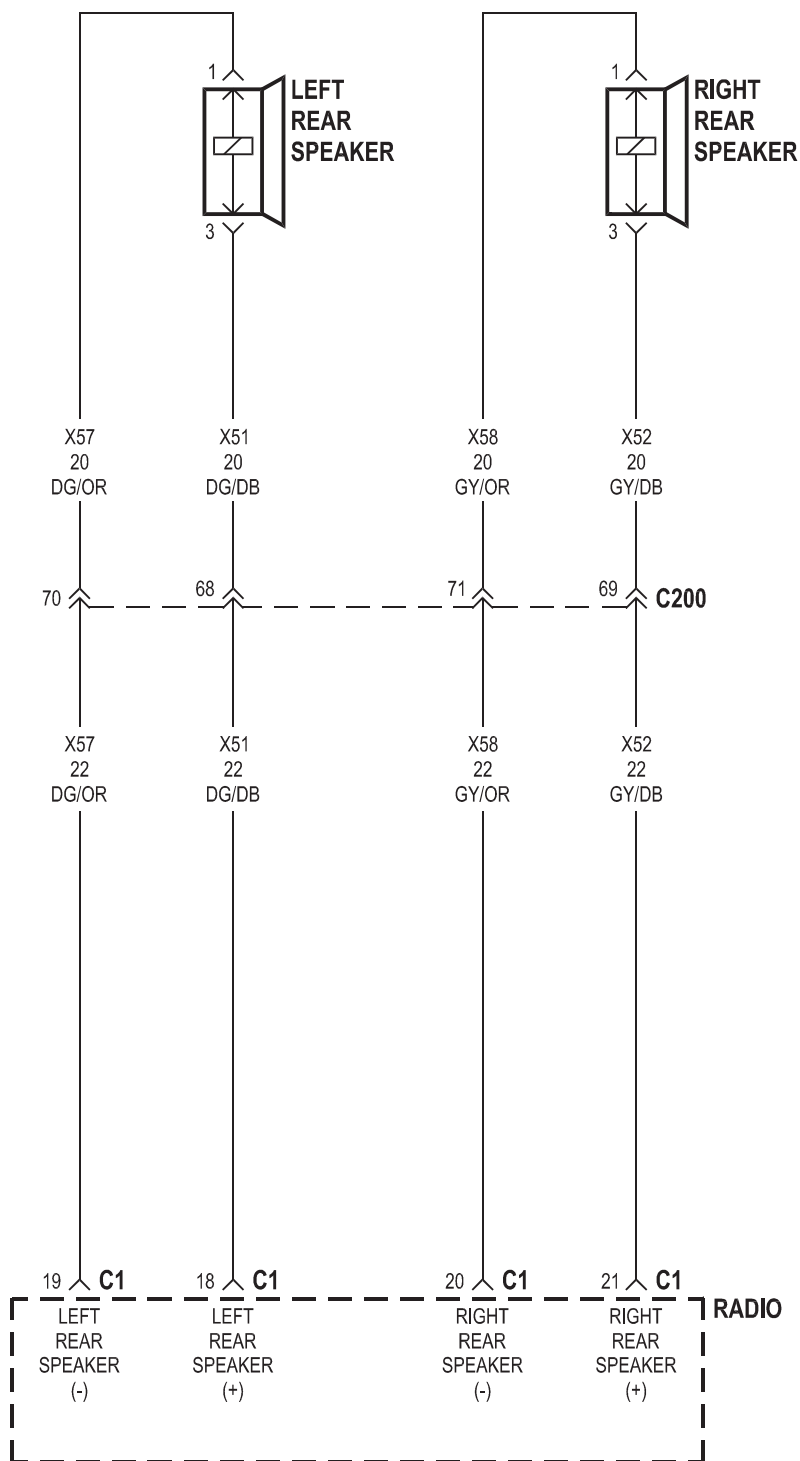 1
LEFT
REAR
SPEAKER
3
1
RIGHT
REAR
SPEAKER
3
X57
20
DG/OR
X51
20
DG/DB
X58
20
GY/OR
X52
20
GY/DB
70
68
71
69
C200
X57
22
DG/OR
X51
22
DG/DB
X58
22
GY/OR
X52
22
GY/DB
19 C1
18 C1
20 C1
21 C1
RADIO
LEFT
REAR
SPEAKER
(-)
LEFT
REAR
SPEAKER
(+)
RIGHT
REAR
SPEAKER
(-)
RIGHT
REAR
SPEAKER
(+)